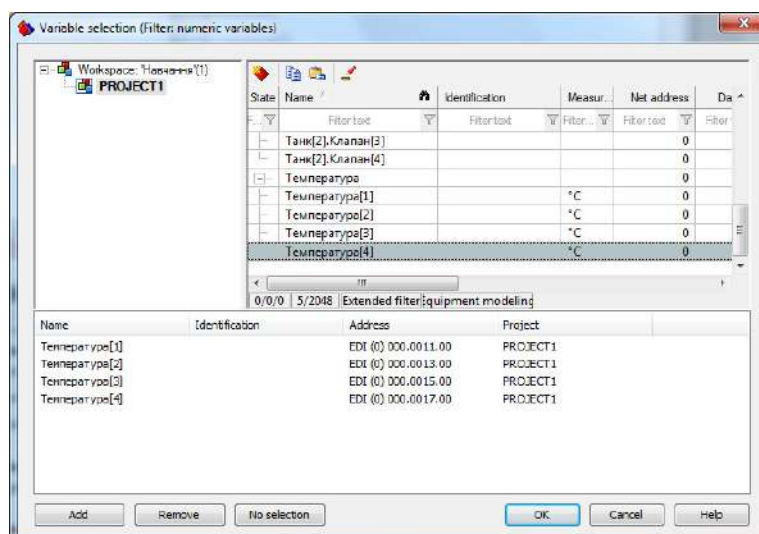 Variable selection (Filter: numeric variables)
Workspace: 'Навчання'(1)
PROJECT1
State Name Identification Measur... Net address Da
F... Filter text Filter text Filter... Filter text Filter
Танк[2].Клапан[3] 0
Танк[2].Клапан[4] 0
Температура 0
Температура[1] °C 0
Температура[2] °C 0
Температура[3] °C 0
Температура[4] °C 0
0/0/0 5/2048 Extended filter Equipment modeling
Name Identification Address Project
Температура[1] EDI (0) 000.0011.00 PROJECT1
Температура[2] EDI (0) 000.0013.00 PROJECT1
Температура[3] EDI (0) 000.0015.00 PROJECT1
Температура[4] EDI (0) 000.0017.00 PROJECT1
Add Remove No selection OK Cancel Help